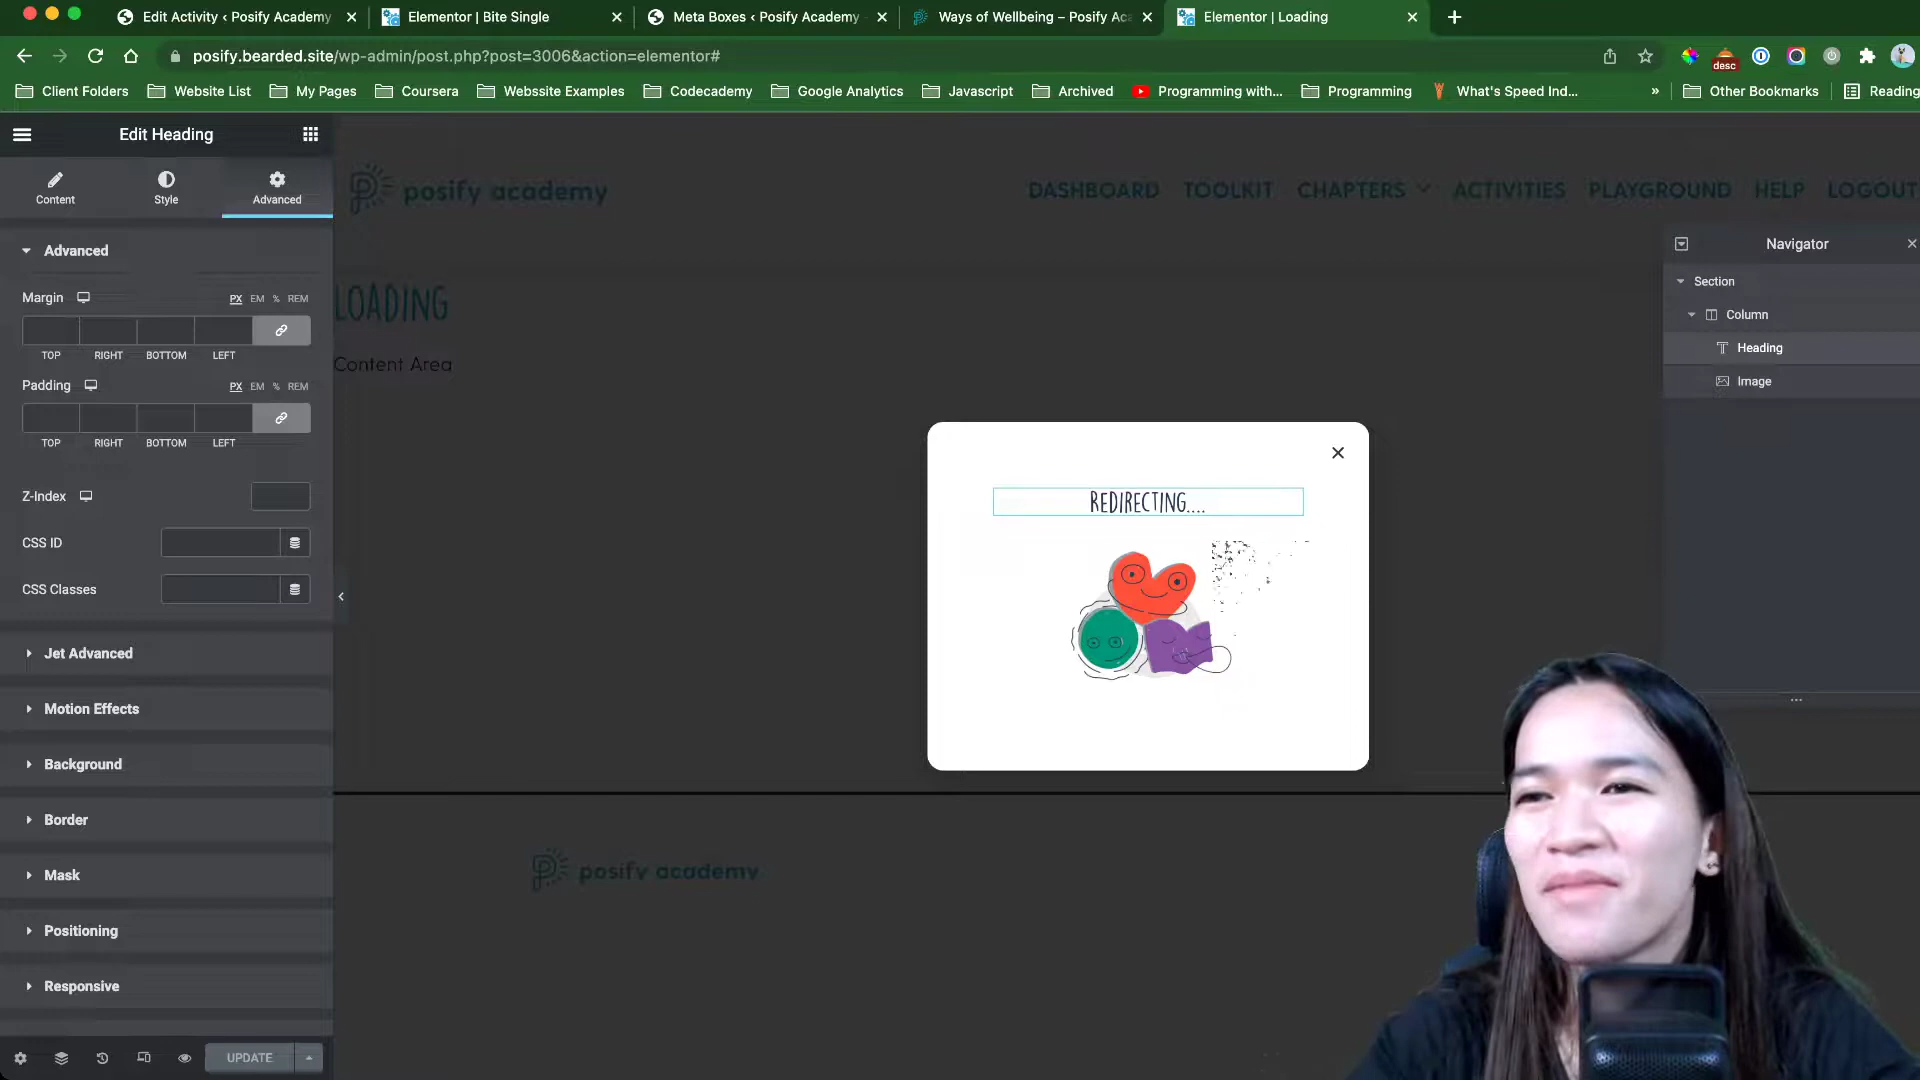 Edit Activity ‹ Posify Academy
Elementor | Bite Single
Meta Boxes ‹ Posify Academy
Ways of Wellbeing – Posify Ac
Elementor | Loading
posify.bearded.site/wp-admin/post.php?post=3006&action=elementor#
desc
Client Folders
Website List
My Pages
Coursera
Webssite Examples
Codecademy
Google Analytics
Javascript
Archived
Programming with...
Programming
What's Speed Ind...
»
Other Bookmarks
Reading
Edit Heading
Content
Style
Advanced
posify academy
DASHBOARD
TOOLKIT
CHAPTERS
ACTIVITIES
PLAYGROUND
HELP
LOGOUT
Advanced
Margin
PX EM % REM
TOP RIGHT BOTTOM LEFT
Padding
PX EM % REM
TOP RIGHT BOTTOM LEFT
Z-Index
CSS ID
CSS Classes
Jet Advanced
Motion Effects
Background
Border
Mask
Positioning
Responsive
UPDATE
LOADING
Content Area
REDIRECTING....
Navigator
Section
Column
Heading
Image
posify academy